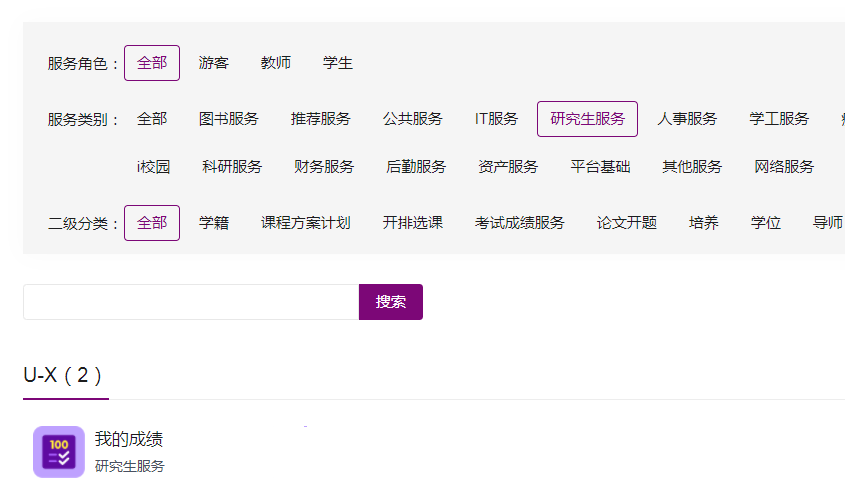 服务角色： 全部 游客 教师 学生
服务类别： 全部 图书服务 推荐服务 公共服务 IT服务 研究生服务 人事服务 学工服务
i校园 科研服务 财务服务 后勤服务 资产服务 平台基础 其他服务 网络服务
二级分类： 全部 学籍 课程方案计划 开排选课 考试成绩服务 论文开题 培养 学位 导师
搜索
U-X（2）
100
我的成绩
研究生服务